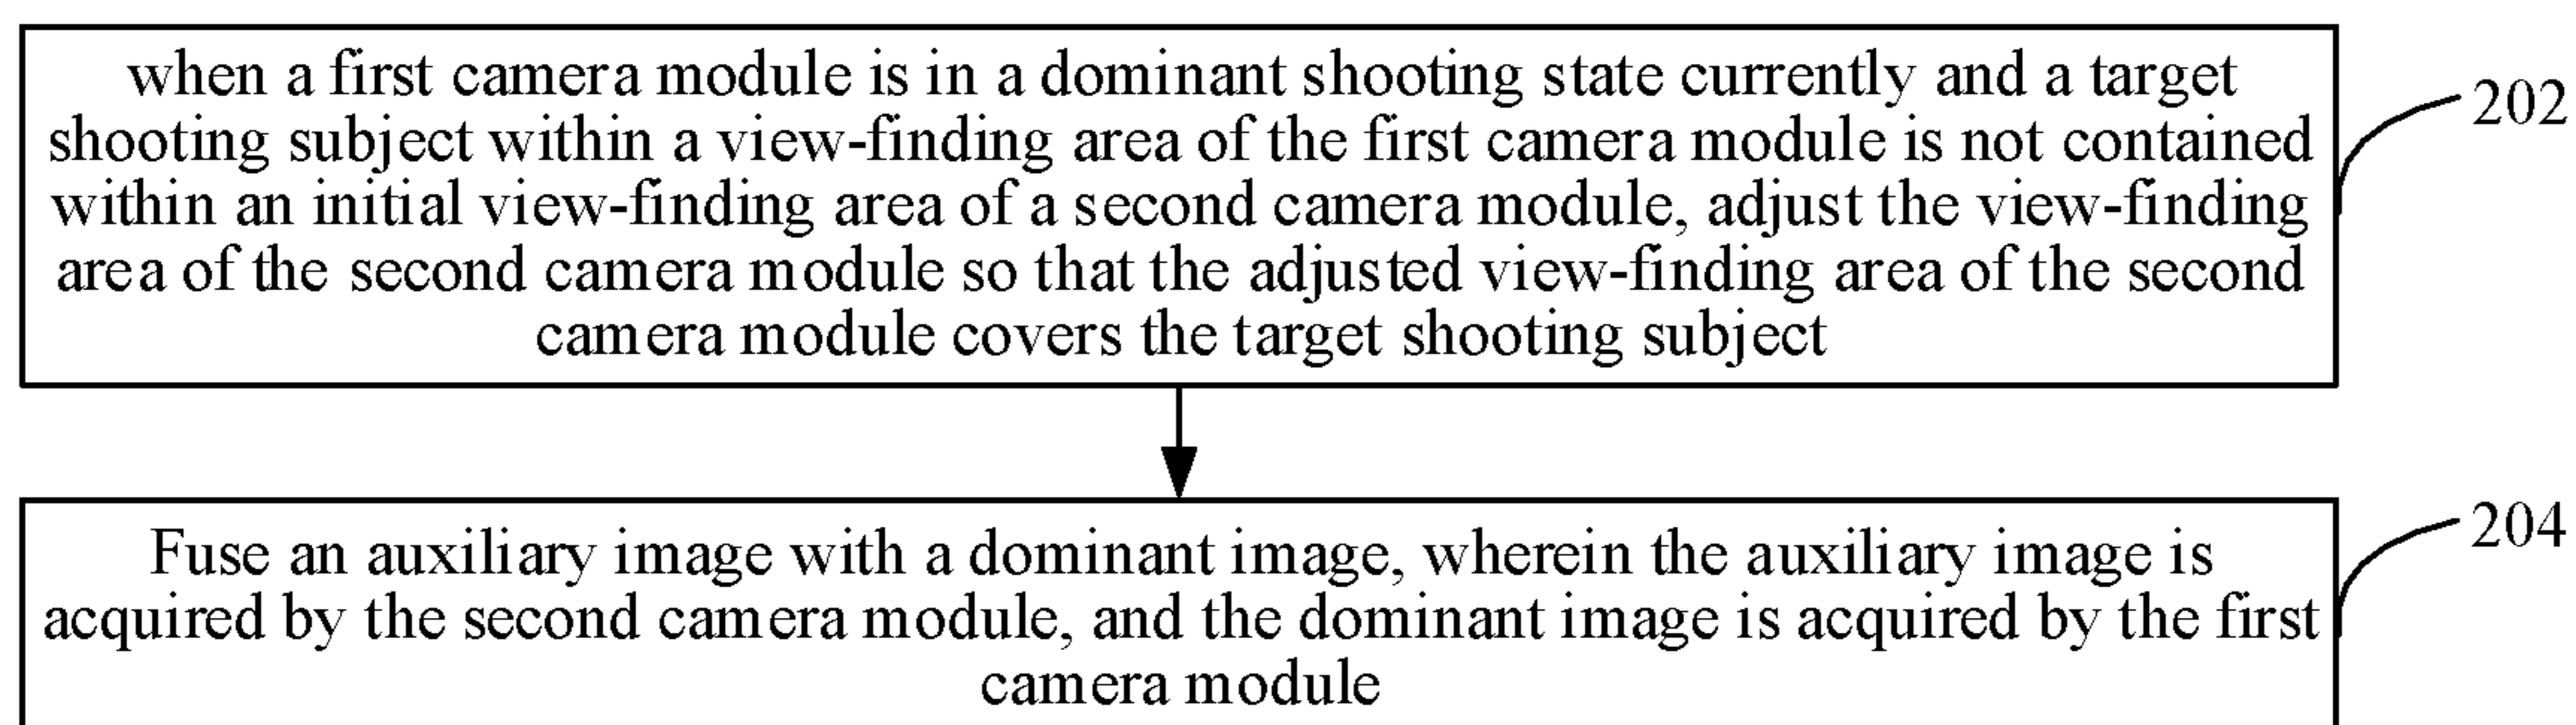 when a first camera module is in a dominant shooting state currently and a target
shooting subject within a view-finding area of the first camera module is not contained
within an initial view-finding area of a second camera module, adjust the view-finding
area of the second camera module so that the adjusted view-finding area of the second
camera module covers the target shooting subject
202
Fuse an auxiliary image with a dominant image, wherein the auxiliary image is
acquired by the second camera module, and the dominant image is acquired by the first
camera module
204